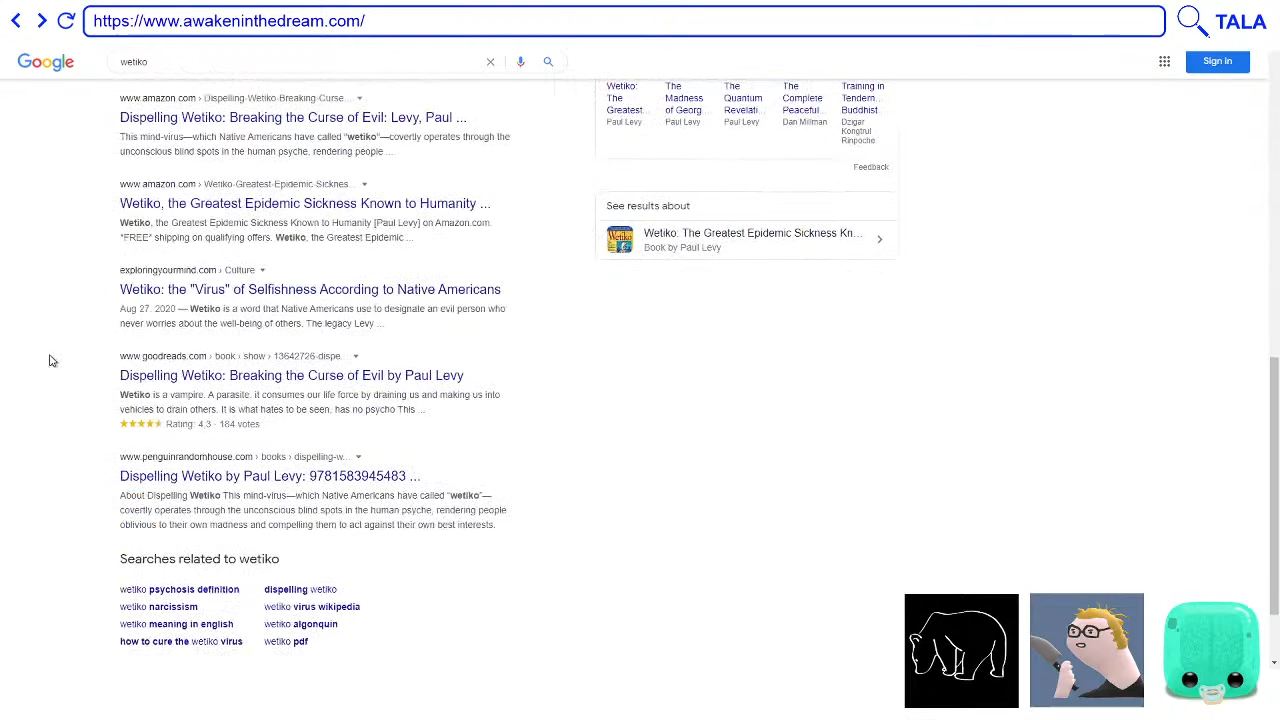 https://www.awakeninthedream.com/
TALA
Google
wetiko
Sign in
www.amazon.com › Dispelling-Wetiko-Breaking-Curse...
Dispelling Wetiko: Breaking the Curse of Evil: Levy, Paul ...
This mind-virus—which Native Americans have called "wetiko"—covertly operates through the
unconscious blind spots in the human psyche, rendering people ...
www.amazon.com › Wetiko-Greatest-Epidemic-Sicknes...
Wetiko, the Greatest Epidemic Sickness Known to Humanity ...
Wetiko, the Greatest Epidemic Sickness Known to Humanity [Paul Levy] on Amazon.com.
*FREE* shipping on qualifying offers. Wetiko, the Greatest Epidemic ...
exploringyourmind.com › Culture
Wetiko: the "Virus" of Selfishness According to Native Americans
Aug 27, 2020 — Wetiko is a word that Native Americans use to designate an evil person who
never worries about the well-being of others. The legacy Levy ...
www.goodreads.com › book › show › 13642726-dispe...
Dispelling Wetiko: Breaking the Curse of Evil by Paul Levy
Wetiko is a vampire. A parasite. it consumes our life force by draining us and making us into
vehicles to drain others. It is what hates to be seen, has no psycho This ...
Rating: 4.3 · 184 votes
www.penguinrandomhouse.com › books › dispelling-w...
Dispelling Wetiko by Paul Levy: 9781583945483 ...
About Dispelling Wetiko This mind-virus—which Native Americans have called "wetiko"—
covertly operates through the unconscious blind spots in the human psyche, rendering people
oblivious to their own madness and compelling them to act against their own best interests.
Searches related to wetiko
wetiko psychosis definition
dispelling wetiko
wetiko narcissism
wetiko virus wikipedia
wetiko meaning in english
wetiko algonquin
how to cure the wetiko virus
wetiko pdf
Wetiko:
The
Greatest...
Paul Levy
The
Madness
of Georg...
Paul Levy
The
Quantum
Revelati...
Paul Levy
The
Complete
Peaceful...
Dan Millman
Training in
Tendern...
Buddhist...
Dzigar
Kongtrul
Rinpoche
Feedback
See results about
Wetiko
Wetiko: The Greatest Epidemic Sickness Kn...
Book by Paul Levy